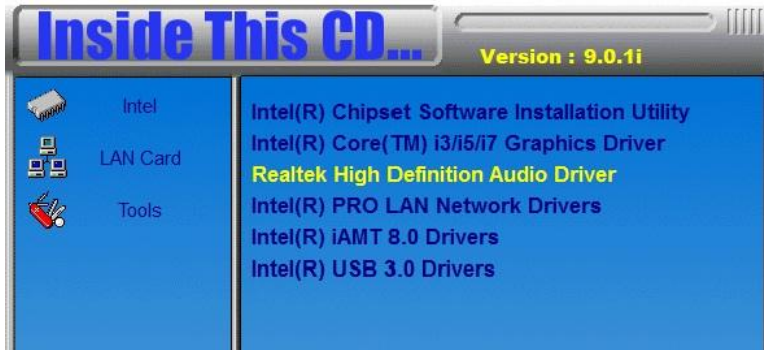 Inside This CD...
Version : 9.0.1i
Intel
LAN Card
Tools
Intel(R) Chipset Software Installation Utility
Intel(R) Core(TM) i3/i5/i7 Graphics Driver
Realtek High Definition Audio Driver
Intel(R) PRO LAN Network Drivers
Intel(R) iAMT 8.0 Drivers
Intel(R) USB 3.0 Drivers